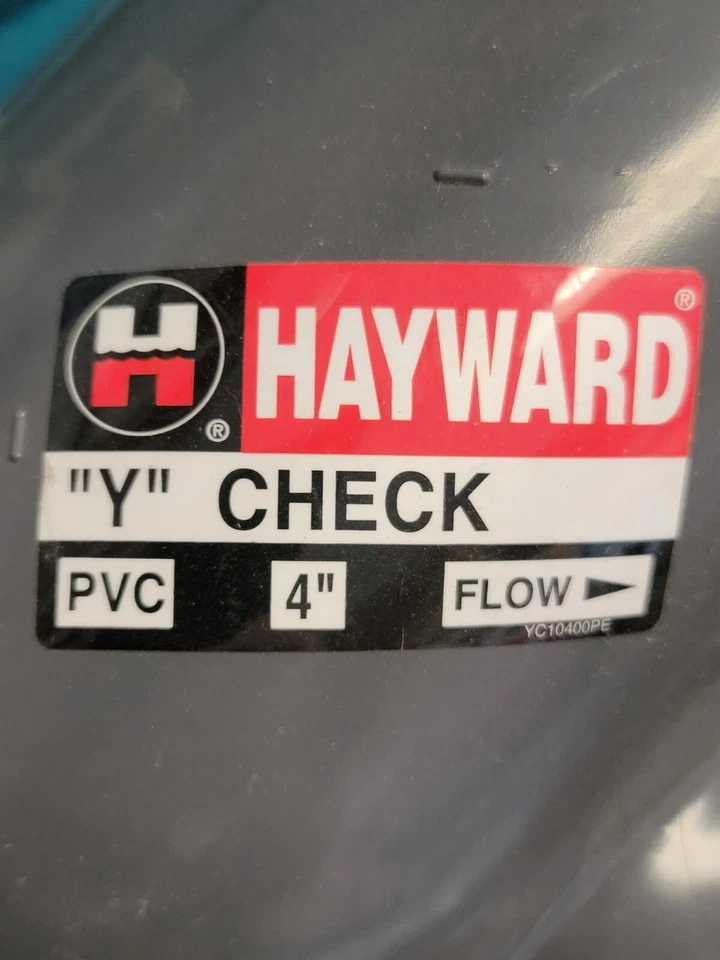 H ®
HAYWARD®
"Y" CHECK
PVC 4" FLOW
YC10400PE